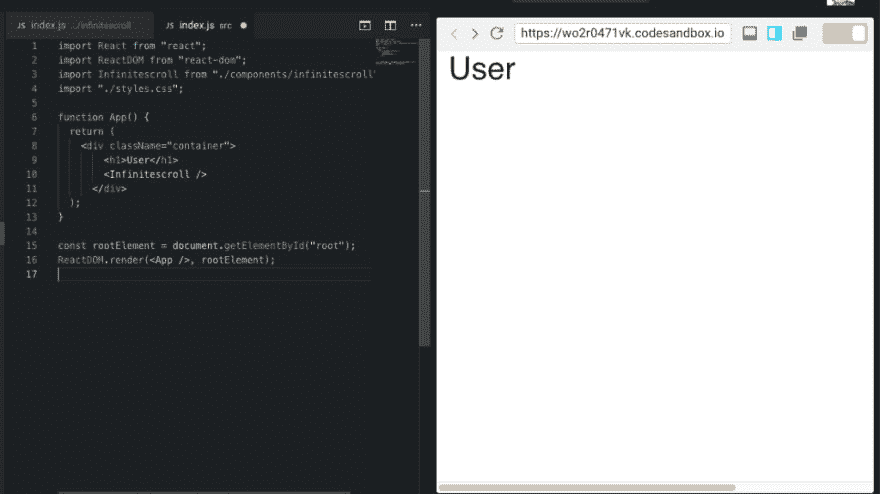 JS index.js .../infinitescroll
JS index.js src
1 import React from "react";
2 import ReactDOM from "react-dom";
3 import Infinitescroll from "./components/infinitescroll"
4 import "./styles.css";
5
6 function App() {
7 return (
8 <div className="container">
9 <h1>User</h1>
10 <Infinitescroll />
11 </div>
12 );
13 }
14
15 const rootElement = document.getElementById("root");
16 ReactDOM.render(<App />, rootElement);
17
https://wo2r0471vk.codesandbox.io
User